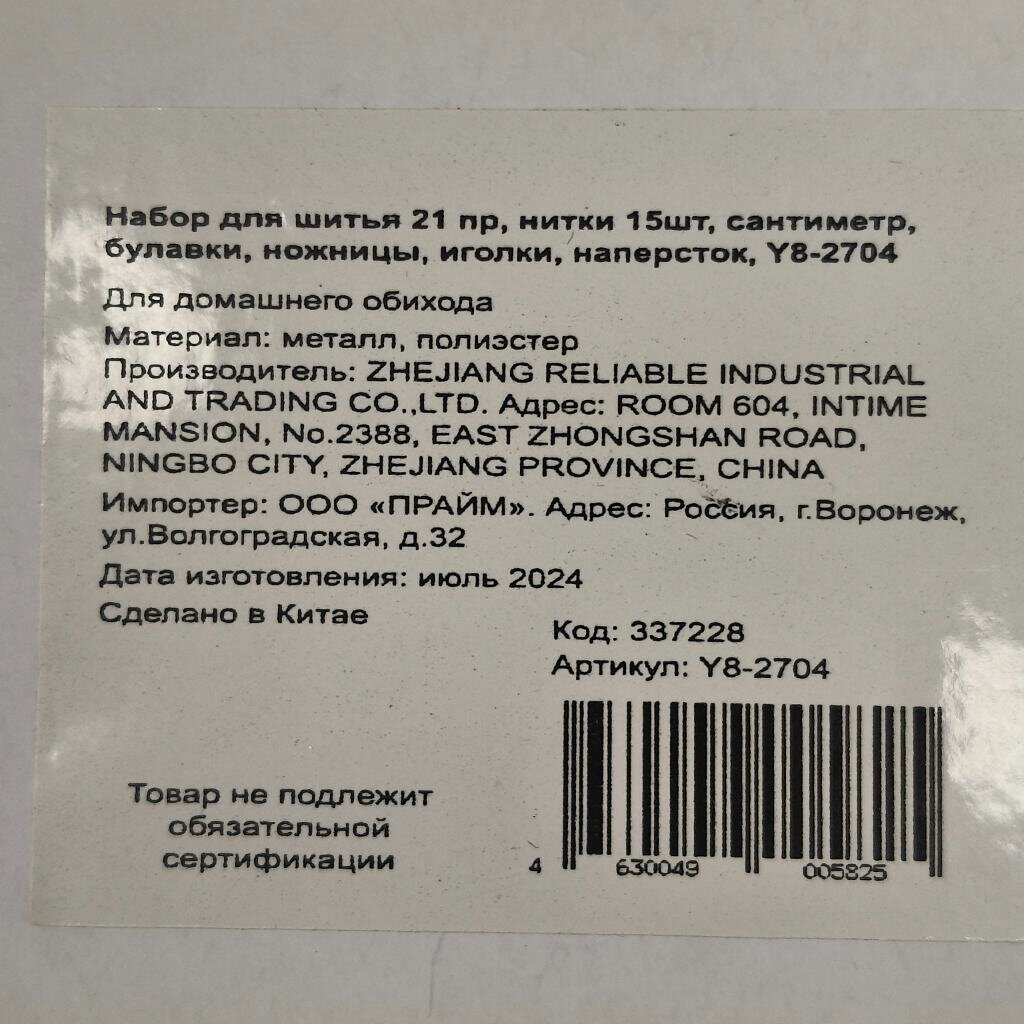 Набор для шитья 21 пр, нитки 15шт, сантиметр,
булавки, ножницы, иголки, наперсток, Y8-2704
Для домашнего обихода
Материал: металл, полиэстер
Производитель: ZHEJIANG RELIABLE INDUSTRIAL
AND TRADING CO.,LTD. Адрес: ROOM 604, INTIME
MANSION, No.2388, EAST ZHONGSHAN ROAD,
NINGBO CITY, ZHEJIANG PROVINCE, CHINA
Импортер: ООО «ПРАЙМ». Адрес: Россия, г.Воронеж,
ул.Волгоградская, д.32
Дата изготовления: июль 2024
Сделано в Китае
Код: 337228
Артикул: Y8-2704
Товар не подлежит
обязательной
сертификации
4 630049 005825